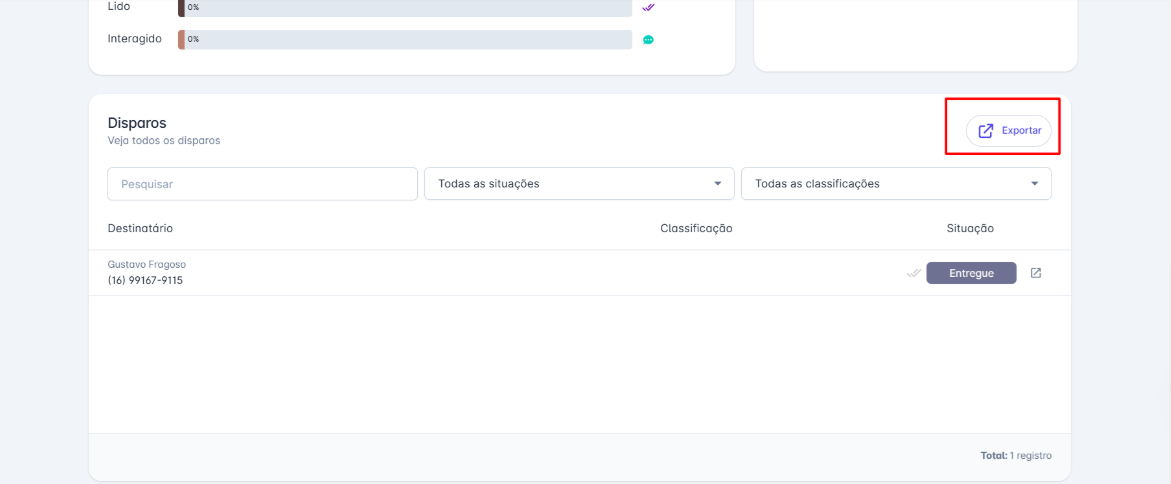 Lido 0%
Interagido 0%
Disparos
Veja todos os disparos
Exportar
Pesquisar
Todas as situações
Todas as classificações
Destinatário Classificação Situação
Gustavo Fragoso
(16) 99167-9115
Entregue
Total: 1 registro